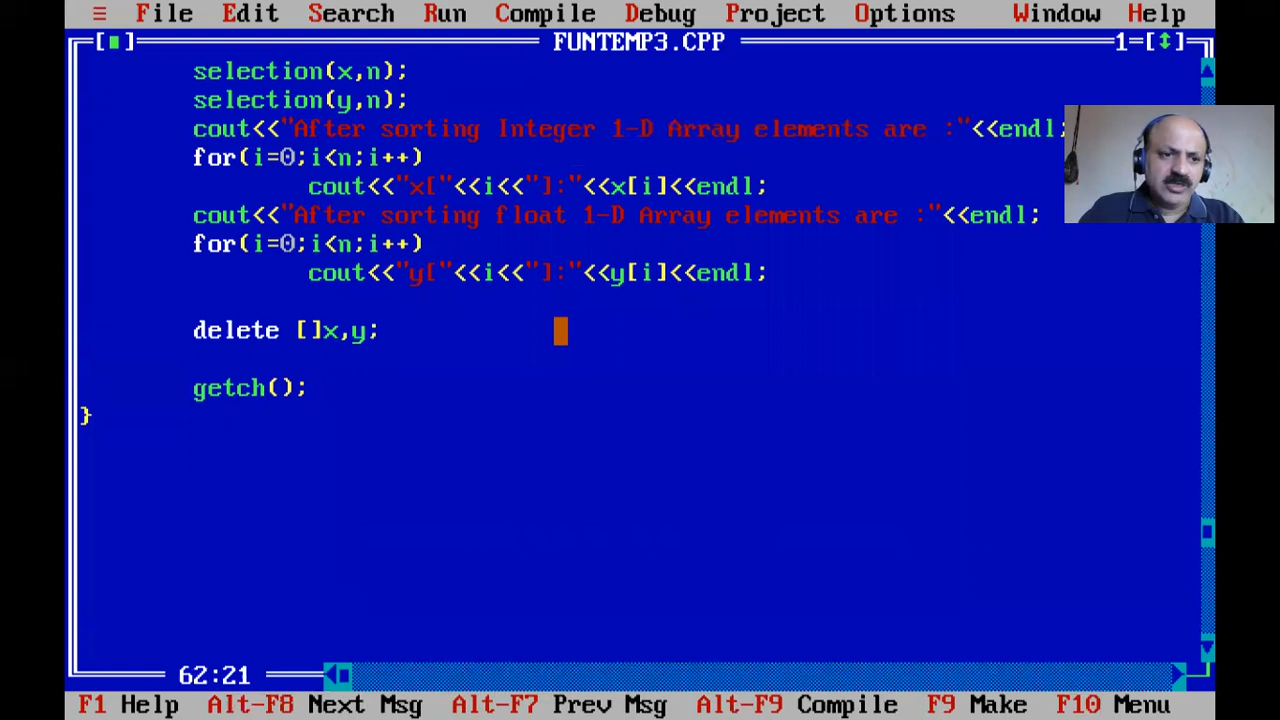 ≡ File Edit Search Run Compile Debug Project Options Window Help
[■] FUNTEMP3.CPP 1=[↕]
selection(x,n);
selection(y,n);
cout<<"After sorting Integer 1-D Array elements are :"<<endl;
for(i=0;i<n;i++)
cout<<"x["<<i<<"]:"<<x[i]<<endl;
cout<<"After sorting float 1-D Array elements are :"<<endl;
for(i=0;i<n;i++)
cout<<"y["<<i<<"]:"<<y[i]<<endl;
delete []x,y;
getch();
}
62:21
F1 Help Alt-F8 Next Msg Alt-F7 Prev Msg Alt-F9 Compile F9 Make F10 Menu